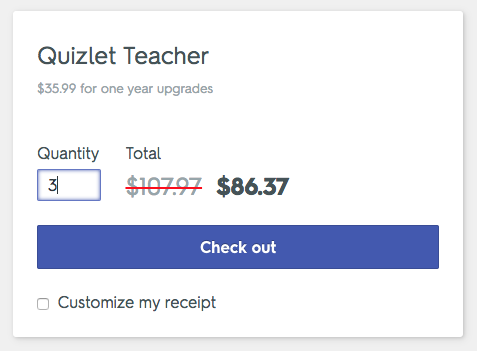 Quizlet Teacher
$35.99 for one year upgrades
Quantity Total
3 $107.97 $86.37
Check out
Customize my receipt